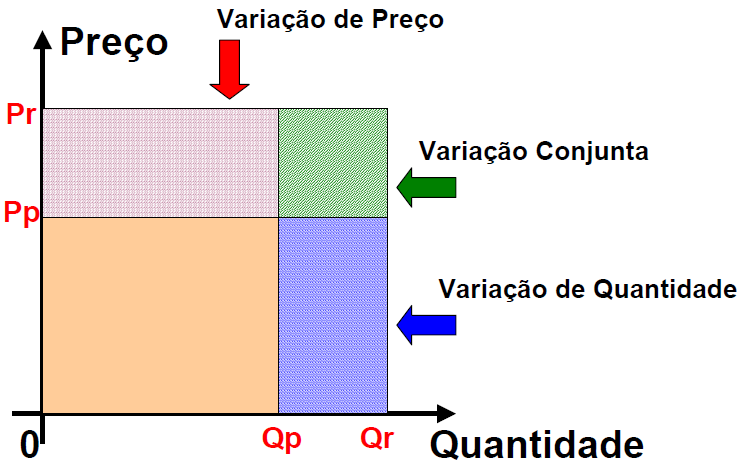 Variação de Preço
Preço
Pr
Variação Conjunta
Pp
Variação de Quantidade
0
Qp
Qr
Quantidade